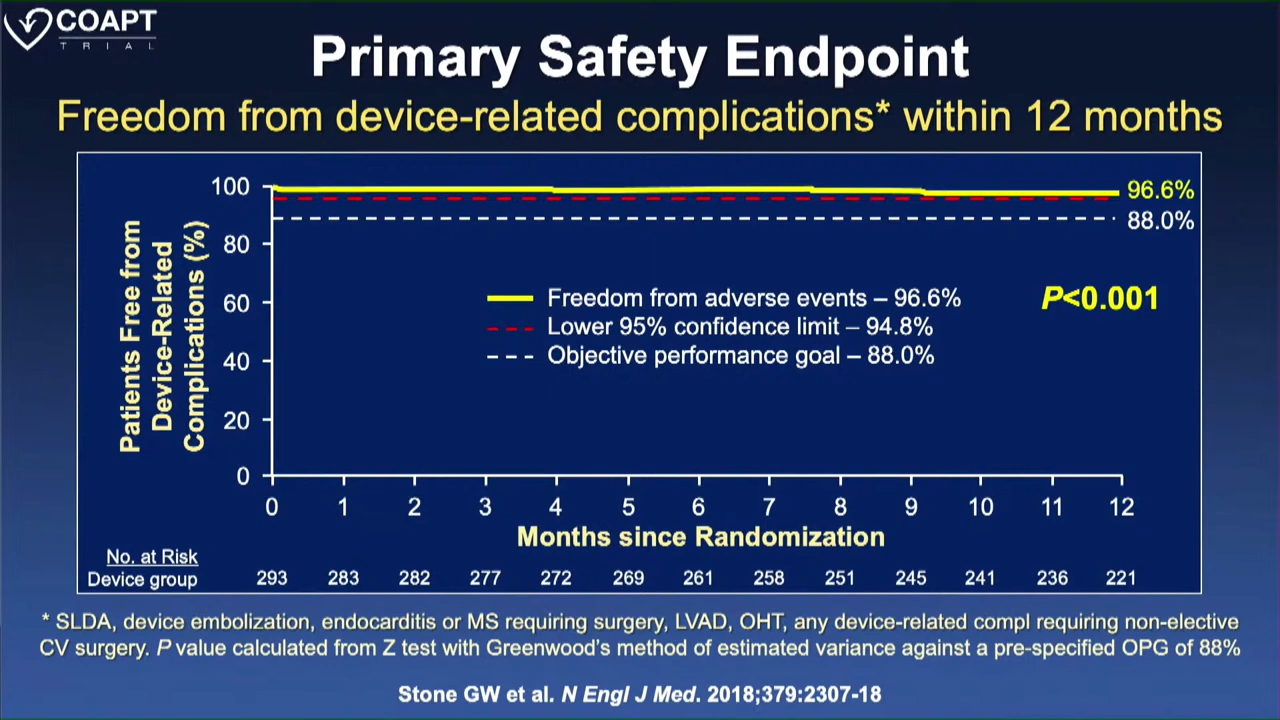 COAPT
TRIAL
Primary Safety Endpoint
Freedom from device-related complications* within 12 months
Patients Free from
Device-Related
Complications (%)
100
80
60
40
20
0
96.6%
88.0%
Freedom from adverse events – 96.6%
Lower 95% confidence limit – 94.8%
Objective performance goal – 88.0%
P<0.001
0 1 2 3 4 5 6 7 8 9 10 11 12
Months since Randomization
No. at Risk
Device group 293 283 282 277 272 269 261 258 251 245 241 236 221
* SLDA, device embolization, endocarditis or MS requiring surgery, LVAD, OHT, any device-related compl requiring non-elective
CV surgery. P value calculated from Z test with Greenwood's method of estimated variance against a pre-specified OPG of 88%
Stone GW et al. N Engl J Med. 2018;379:2307-18